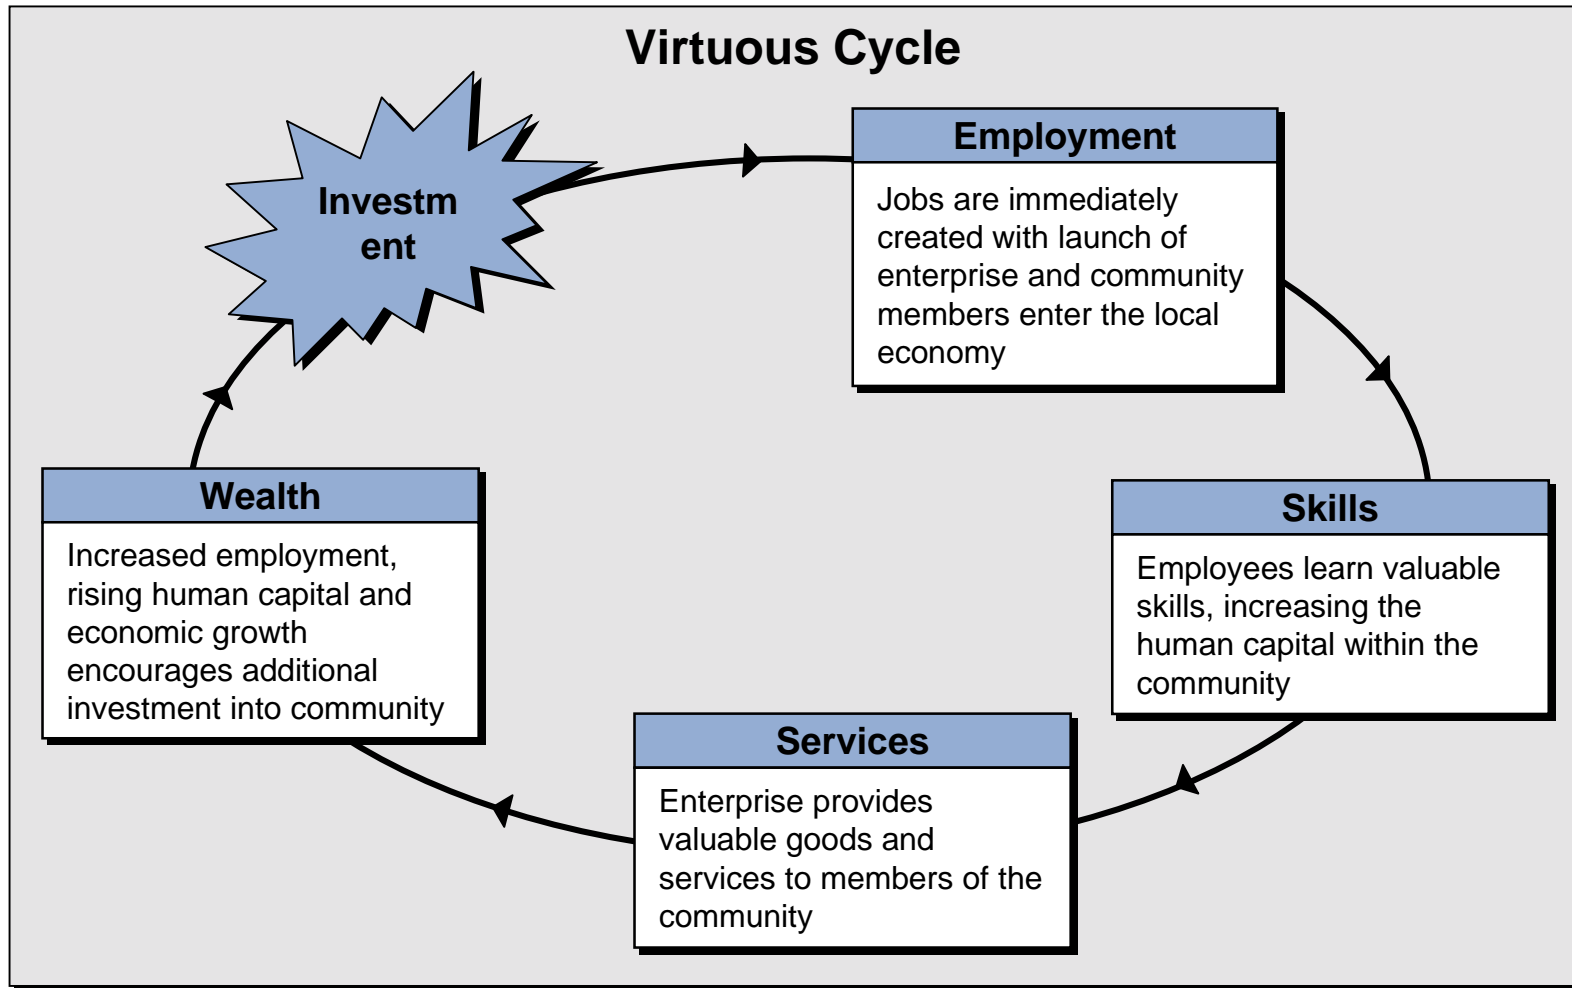 Virtuous Cycle
Investm
ent
Employment
Jobs are immediately
created with launch of
enterprise and community
members enter the local
economy
Skills
Employees learn valuable
skills, increasing the
human capital within the
community
Services
Enterprise provides
valuable goods and
services to members of the
community
Wealth
Increased employment,
rising human capital and
economic growth
encourages additional
investment into community